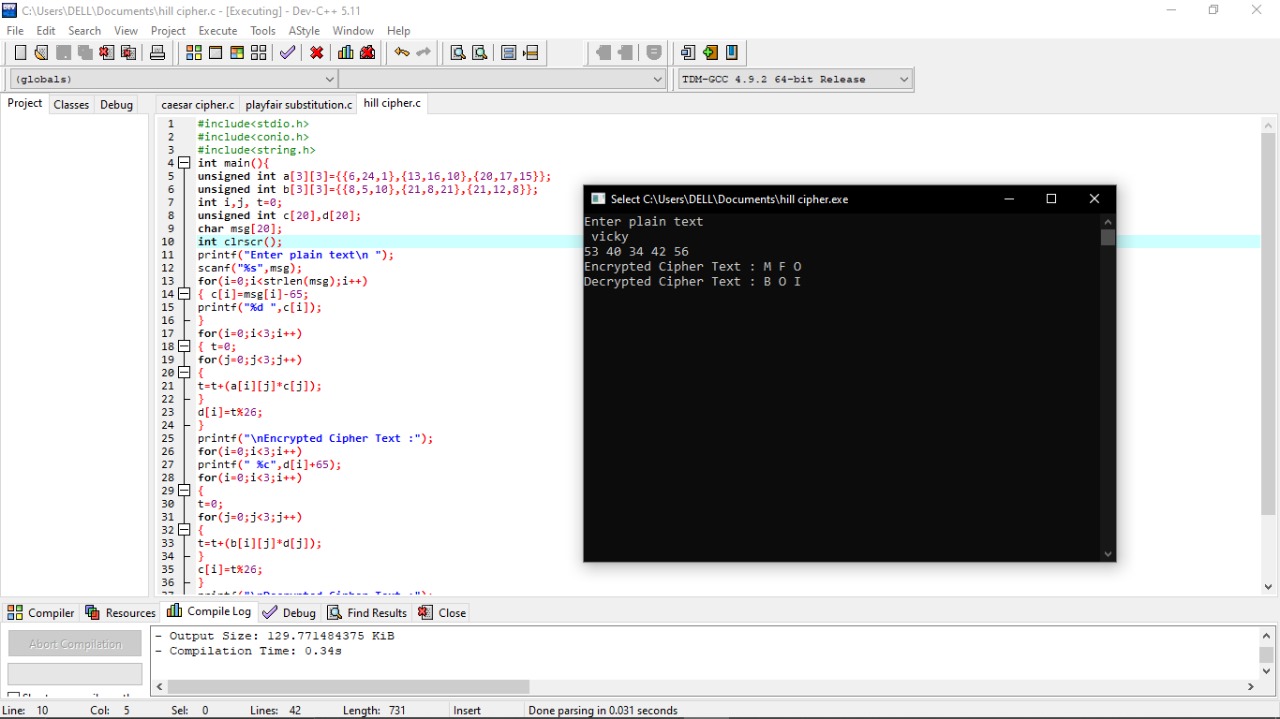 C:\Users\DELL\Documents\hill cipher.c - [Executing] - Dev-C++ 5.11
File Edit Search View Project Execute Tools AStyle Window Help
(globals) TDM-GCC 4.9.2 64-bit Release
Project Classes Debug caesar cipher.c playfair substitution.c hill cipher.c
1 #include<stdio.h>
2 #include<conio.h>
3 #include<string.h>
4 int main(){
5 unsigned int a[3][3]={{6,24,1},{13,16,10},{20,17,15}};
6 unsigned int b[3][3]={{8,5,10},{21,8,21},{21,12,8}};
7 int i,j, t=0;
8 unsigned int c[20],d[20];
9 char msg[20];
10 int clrscr();
11 printf("Enter plain text\n ");
12 scanf("%s",msg);
13 for(i=0;i<strlen(msg);i++)
14 { c[i]=msg[i]-65;
15 printf("%d ",c[i]);
16 }
17 for(i=0;i<3;i++)
18 { t=0;
19 for(j=0;j<3;j++)
20 {
21 t=t+(a[i][j]*c[j]);
22 }
23 d[i]=t%26;
24 }
25 printf("\nEncrypted Cipher Text :");
26 for(i=0;i<3;i++)
27 printf(" %c",d[i]+65);
28 for(i=0;i<3;i++)
29 {
30 t=0;
31 for(j=0;j<3;j++)
32 {
33 t=t+(b[i][j]*d[j]);
34 }
35 c[i]=t%26;
36 }
Select C:\Users\DELL\Documents\hill cipher.exe
Enter plain text
vicky
53 40 34 42 56
Encrypted Cipher Text : M F O
Decrypted Cipher Text : B O I
Compiler Resources Compile Log Debug Find Results Close
Abort Compilation
- Output Size: 129.771484375 KiB
- Compilation Time: 0.34s
Line: 10 Col: 5 Sel: 0 Lines: 42 Length: 731 Insert Done parsing in 0.031 seconds